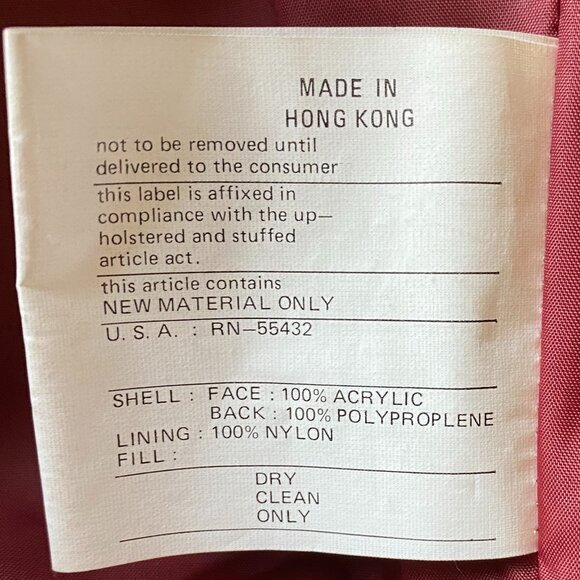 MADE IN
HONG KONG
not to be removed until
delivered to the consumer
this label is affixed in
compliance with the up—
holstered and stuffed
article act.
this article contains
NEW MATERIAL ONLY
U. S. A. : RN—55432
SHELL : FACE : 100% ACRYLIC
BACK : 100% POLYPROPLENE
LINING : 100% NYLON
FILL :
DRY
CLEAN
ONLY